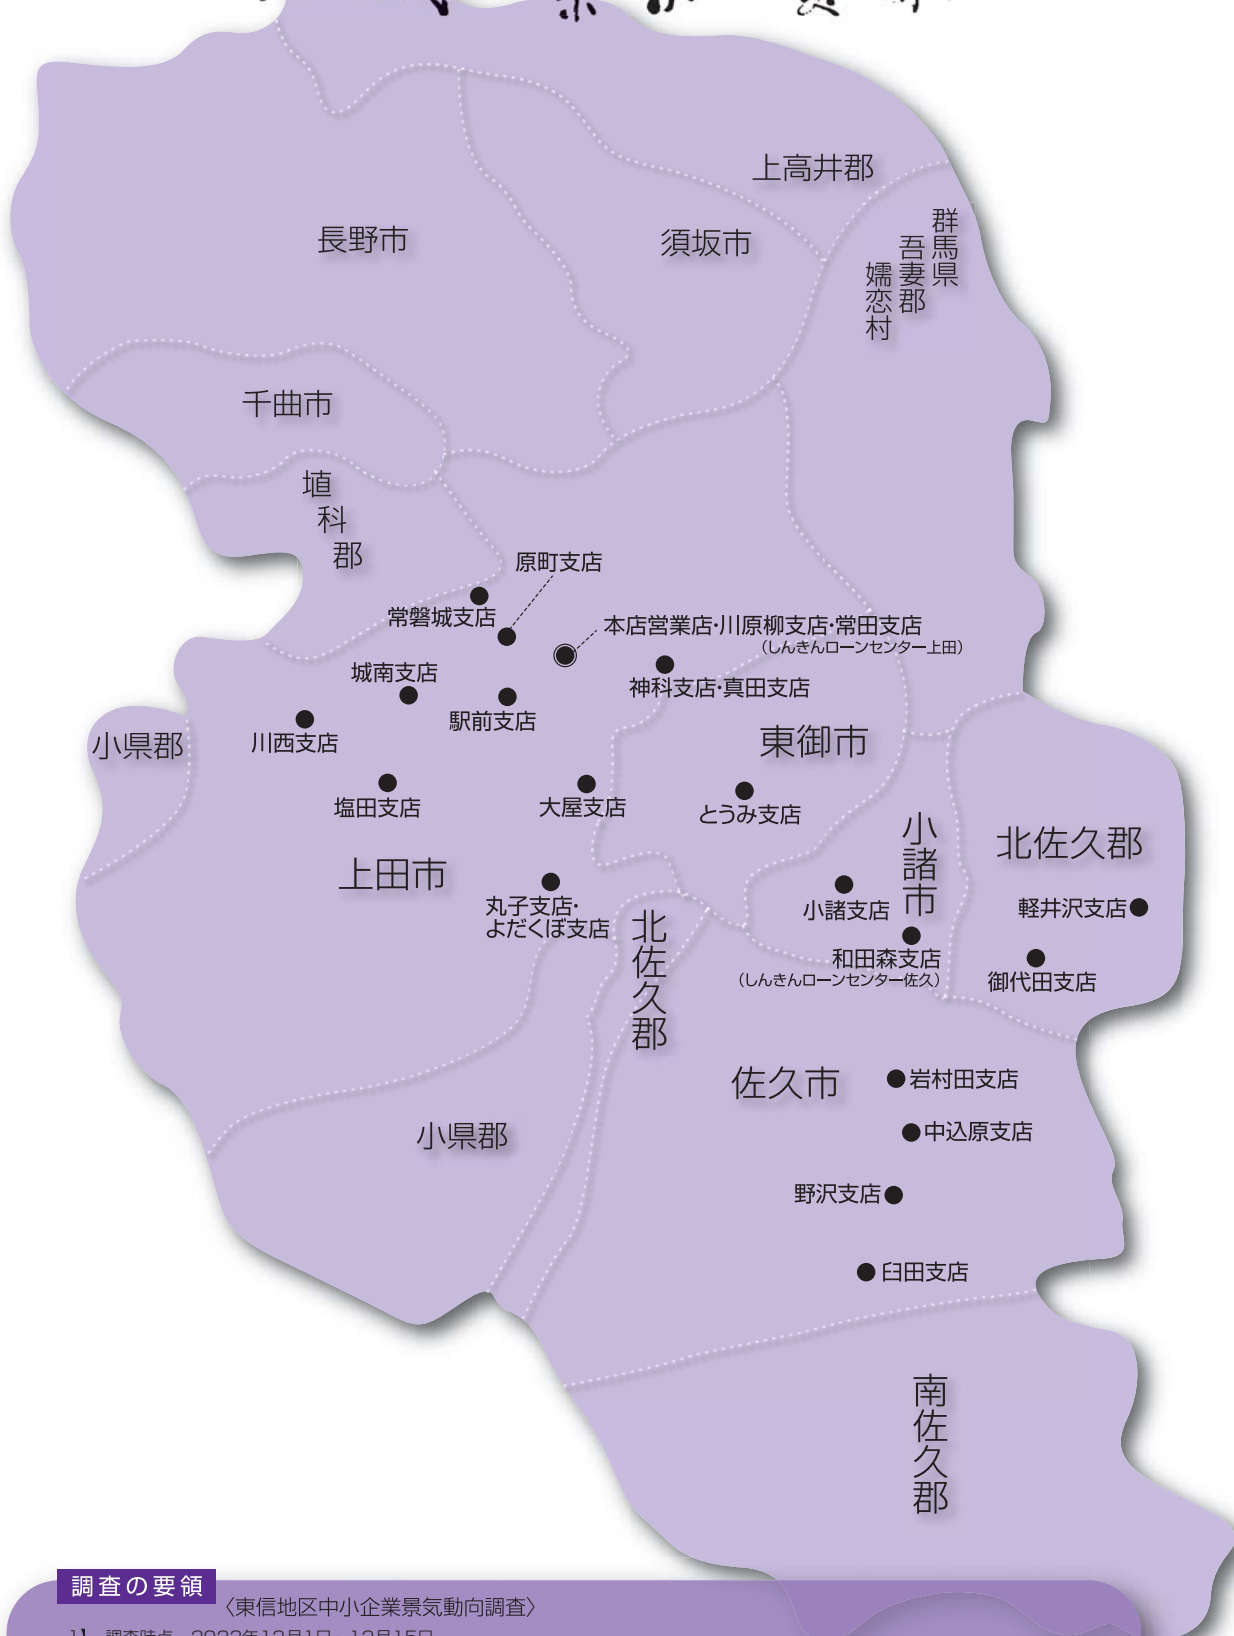 上高井郡
群馬県
吾妻郡
嬬恋村
長野市
須坂市
千曲市
埴科郡
原町支店
常磐城支店
本店営業店・川原柳支店・常田支店
（しんきんローンセンター上田）
城南支店
神科支店・真田支店
駅前支店
川西支店
小県郡
東御市
塩田支店
大屋支店
とうみ支店
小諸市
北佐久郡
上田市
丸子支店・
よだくぼ支店
北佐久郡
小諸支店
軽井沢支店
和田森支店
（しんきんローンセンター佐久）
御代田支店
佐久市
岩村田支店
小県郡
中込原支店
野沢支店
臼田支店
南佐久郡
調査の要領
〈東信地区中小企業景気動向調査〉